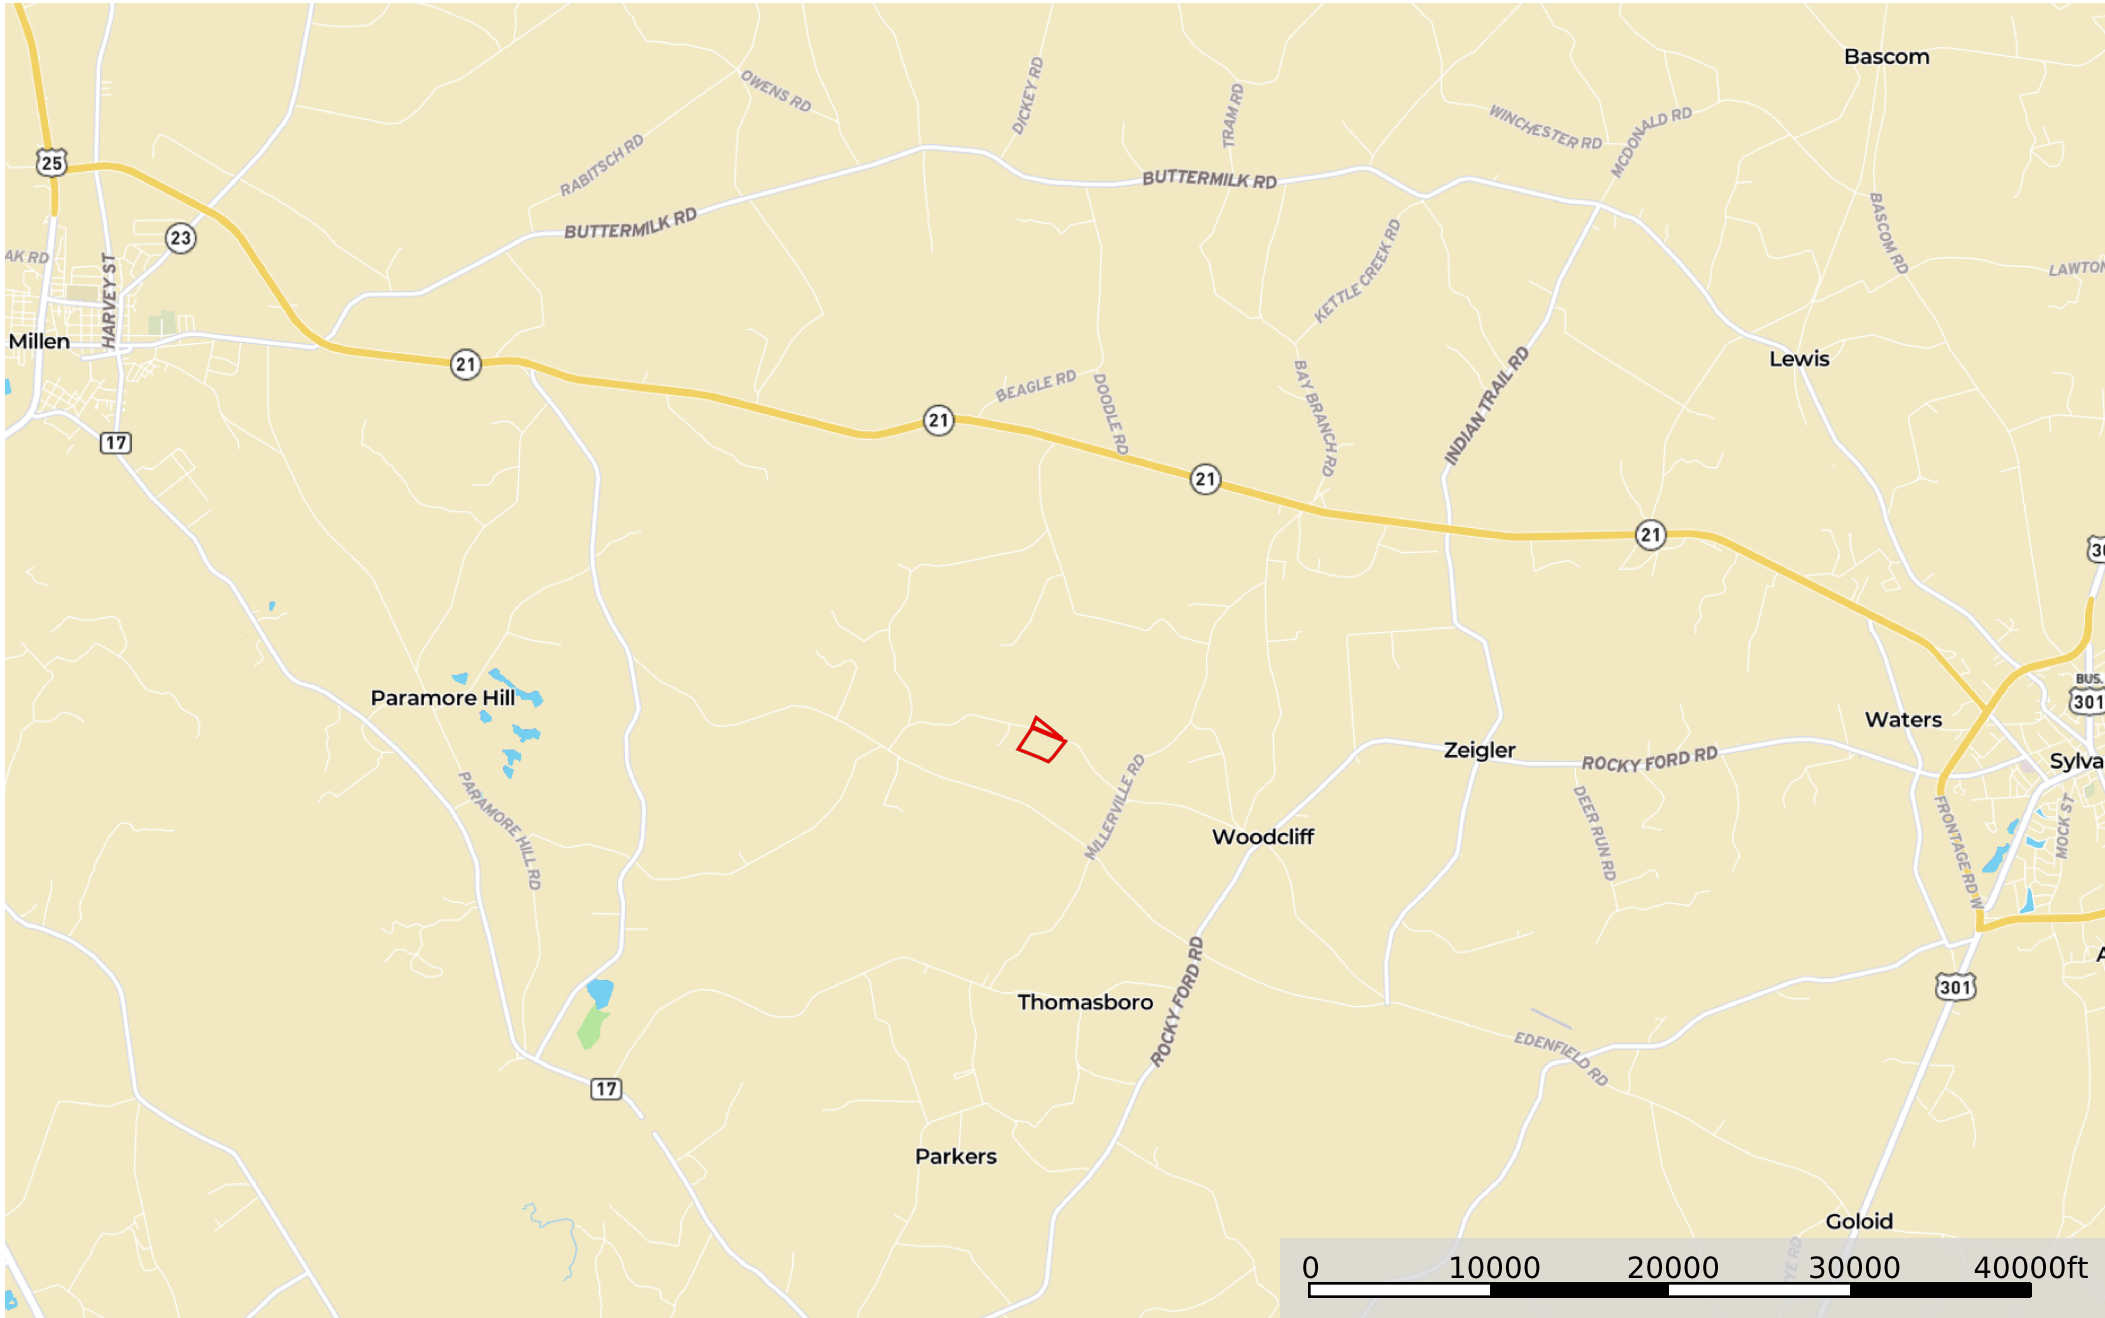 Bascom
OWENS RD
DICKEY RD
TRAM RD
WINCHESTER RD
MCDONALD RD
25
RABITSCH RD
BUTTERMILK RD
BUTTERMILK RD
23
AK RD
HARVEY ST
KETTLE CREEK RD
BASCOM RD
LAWTON
Millen
21
BEAGLE RD
DOODLE RD
BAY BRANCH RD
INDIAN TRAIL RD
Lewis
21
17
21
21
30
Paramore Hill
BUS.
301
Waters
Zeigler
ROCKY FORD RD
Sylva
PARAMORE HILL RD
MILLERVILLE RD
DEER RUN RD
FRONTAGE RD W
MOCK ST
Woodcliff
A
Thomasboro
ROCKY FORD RD
301
EDENFIELD RD
17
Parkers
Goloid
YE RD
0 10000 20000 30000 40000ft